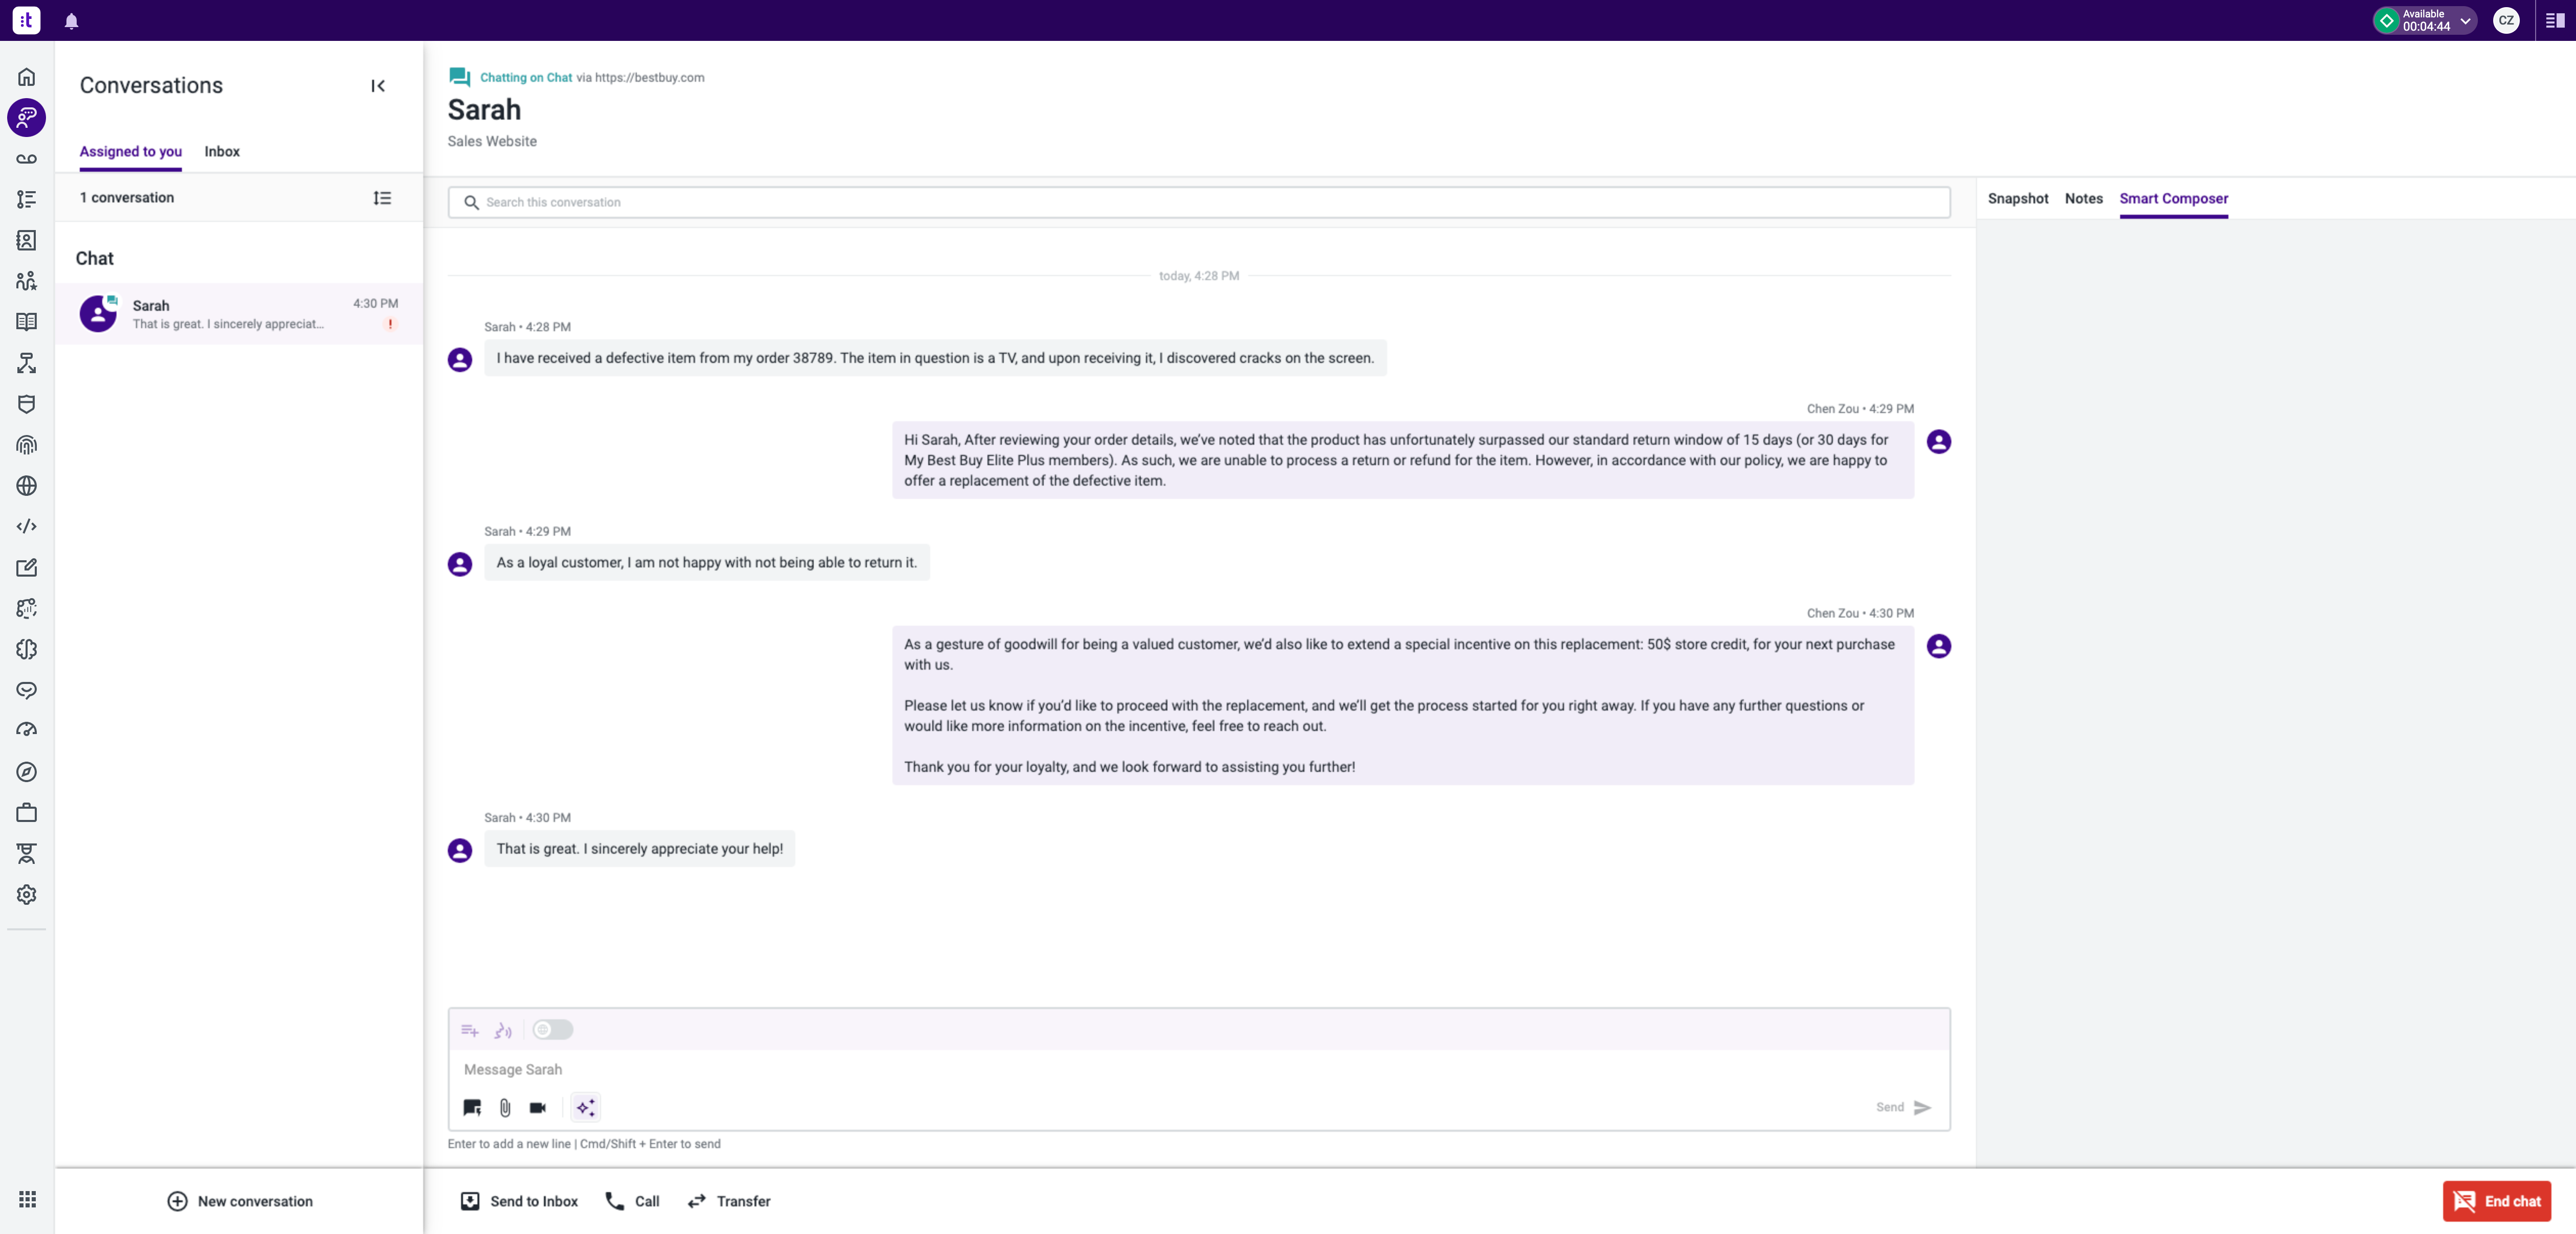 :t
Available
00:04:44
CZ
Conversations
Assigned to you
Inbox
1 conversation
Chat
Sarah
4:30 PM
That is great. I sincerely appreciat...
!
New conversation
Chatting on Chat via https://bestbuy.com
Sarah
Sales Website
Search this conversation
today, 4:28 PM
Sarah • 4:28 PM
I have received a defective item from my order 38789. The item in question is a TV, and upon receiving it, I discovered cracks on the screen.
Chen Zou • 4:29 PM
Hi Sarah, After reviewing your order details, we’ve noted that the product has unfortunately surpassed our standard return window of 15 days (or 30 days for
My Best Buy Elite Plus members). As such, we are unable to process a return or refund for the item. However, in accordance with our policy, we are happy to
offer a replacement of the defective item.
Sarah • 4:29 PM
As a loyal customer, I am not happy with not being able to return it.
Chen Zou • 4:30 PM
As a gesture of goodwill for being a valued customer, we’d also like to extend a special incentive on this replacement: 50$ store credit, for your next purchase
with us.
Please let us know if you’d like to proceed with the replacement, and we’ll get the process started for you right away. If you have any further questions or
would like more information on the incentive, feel free to reach out.
Thank you for your loyalty, and we look forward to assisting you further!
Sarah • 4:30 PM
That is great. I sincerely appreciate your help!
Message Sarah
Send
Enter to add a new line | Cmd/Shift + Enter to send
Send to Inbox
Call
Transfer
Snapshot
Notes
Smart Composer
End chat